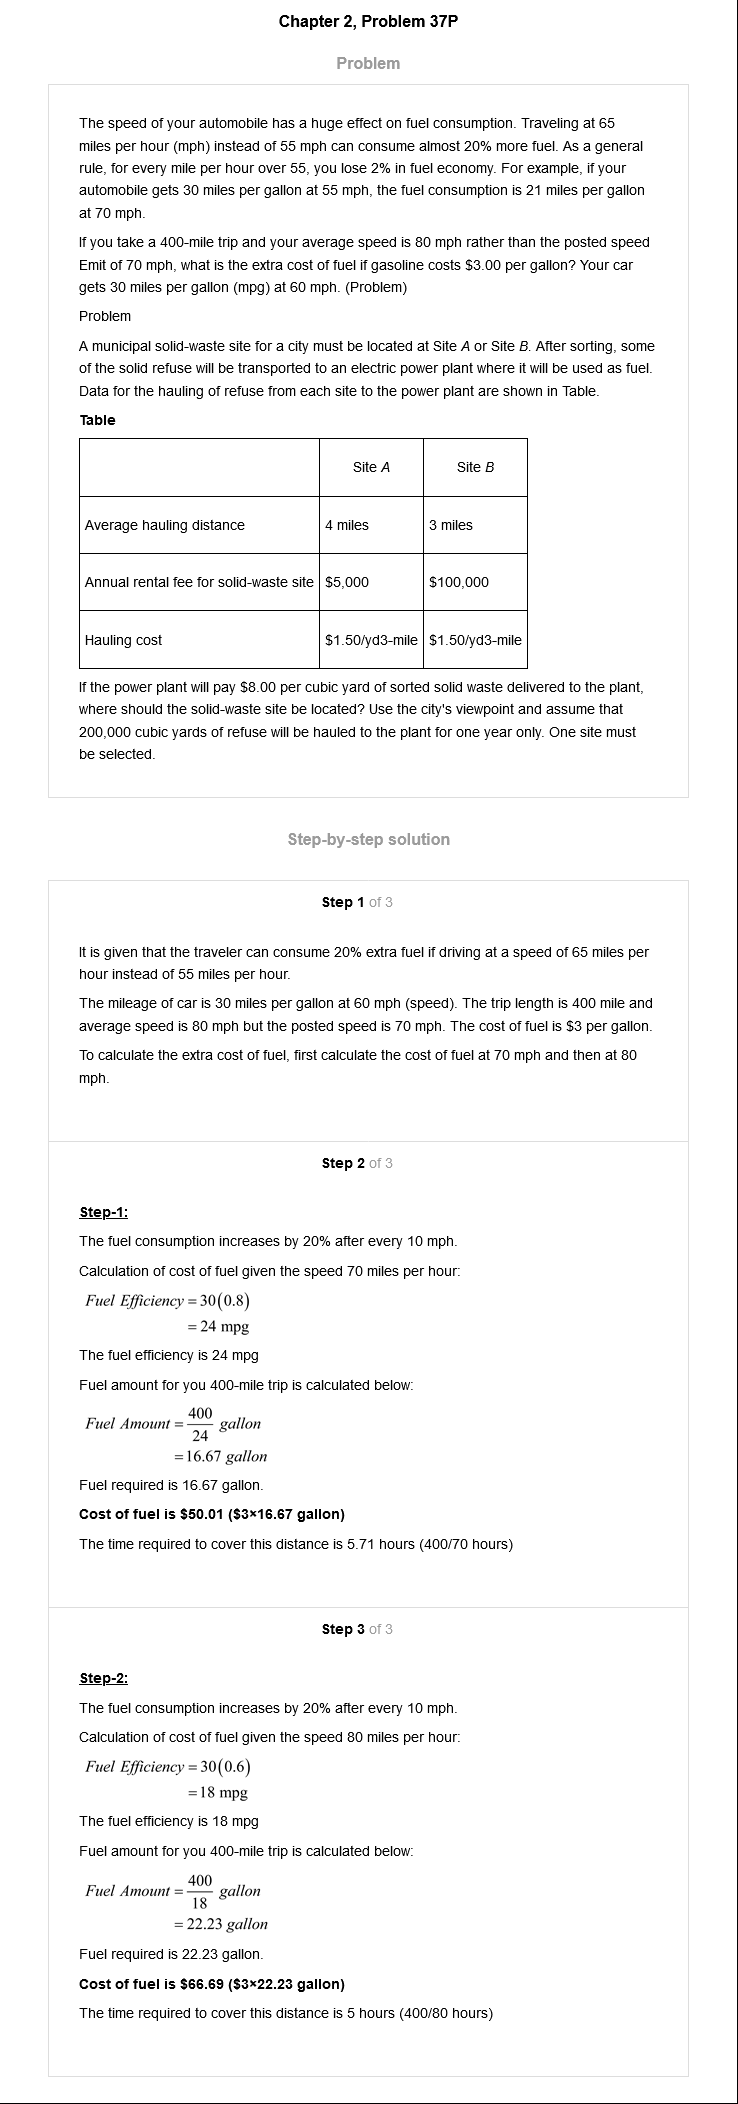 Chapter 2, Problem 37P
Problem
The speed of your automobile has a huge effect on fuel consumption. Traveling at 65
miles per hour (mph) instead of 55 mph can consume almost 20% more fuel. As a general
rule, for every mile per hour over 55, you lose 2% in fuel economy. For example, if your
automobile gets 30 miles per gallon at 55 mph, the fuel consumption is 21 miles per gallon
at 70 mph.
If you take a 400-mile trip and your average speed is 80 mph rather than the posted speed
Emit of 70 mph, what is the extra cost of fuel if gasoline costs $3.00 per gallon? Your car
gets 30 miles per gallon (mpg) at 60 mph. (Problem)
Problem
A municipal solid-waste site for a city must be located at Site A or Site B. After sorting, some
of the solid refuse will be transported to an electric power plant where it will be used as fuel.
Data for the hauling of refuse from each site to the power plant are shown in Table.
Table
Site A Site B
Average hauling distance 4 miles 3 miles
Annual rental fee for solid-waste site $5,000 $100,000
Hauling cost $1.50/yd3-mile $1.50/yd3-mile
If the power plant will pay $8.00 per cubic yard of sorted solid waste delivered to the plant,
where should the solid-waste site be located? Use the city's viewpoint and assume that
200,000 cubic yards of refuse will be hauled to the plant for one year only. One site must
be selected.
Step-by-step solution
Step 1 of 3
It is given that the traveler can consume 20% extra fuel if driving at a speed of 65 miles per
hour instead of 55 miles per hour.
The mileage of car is 30 miles per gallon at 60 mph (speed). The trip length is 400 mile and
average speed is 80 mph but the posted speed is 70 mph. The cost of fuel is $3 per gallon.
To calculate the extra cost of fuel, first calculate the cost of fuel at 70 mph and then at 80
mph.
Step 2 of 3
Step-1:
The fuel consumption increases by 20% after every 10 mph.
Calculation of cost of fuel given the speed 70 miles per hour:
Fuel Efficiency = 30(0.8)
= 24 mpg
The fuel efficiency is 24 mpg
Fuel amount for you 400-mile trip is calculated below:
Fuel Amount = 400/24 gallon
= 16.67 gallon
Fuel required is 16.67 gallon.
Cost of fuel is $50.01 ($3×16.67 gallon)
The time required to cover this distance is 5.71 hours (400/70 hours)
Step 3 of 3
Step-2:
The fuel consumption increases by 20% after every 10 mph.
Calculation of cost of fuel given the speed 80 miles per hour:
Fuel Efficiency = 30(0.6)
= 18 mpg
The fuel efficiency is 18 mpg
Fuel amount for you 400-mile trip is calculated below:
Fuel Amount = 400/18 gallon
= 22.23 gallon
Fuel required is 22.23 gallon.
Cost of fuel is $66.69 ($3×22.23 gallon)
The time required to cover this distance is 5 hours (400/80 hours)